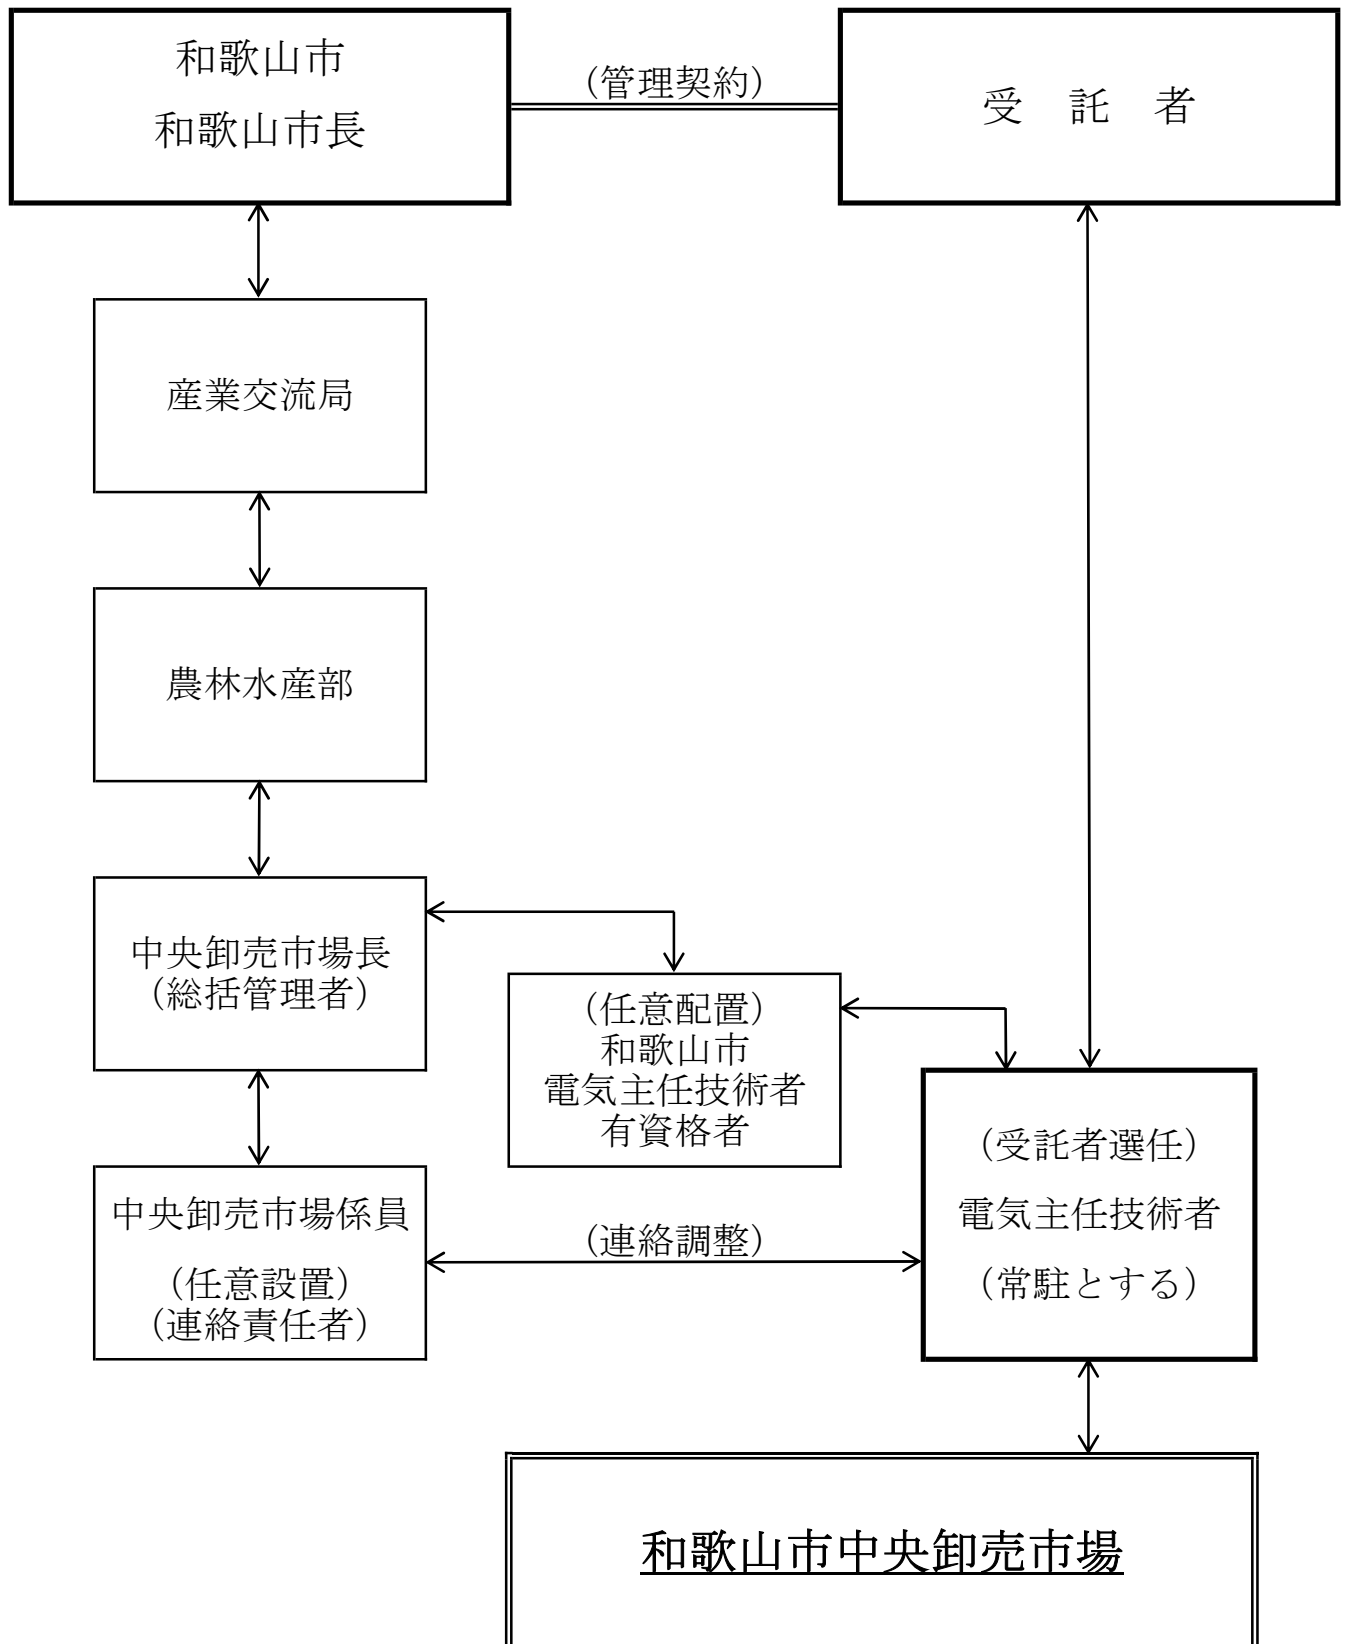 和歌山市
和歌山市長
(管理契約)
受　託　者
産業交流局
農林水産部
中央卸売市場長
(総括管理者)
(任意配置)
和歌山市
電気主任技術者
有資格者
(受託者選任)
電気主任技術者
(常駐とする)
中央卸売市場係員
(任意設置)
(連絡責任者)
(連絡調整)
和歌山市中央卸売市場